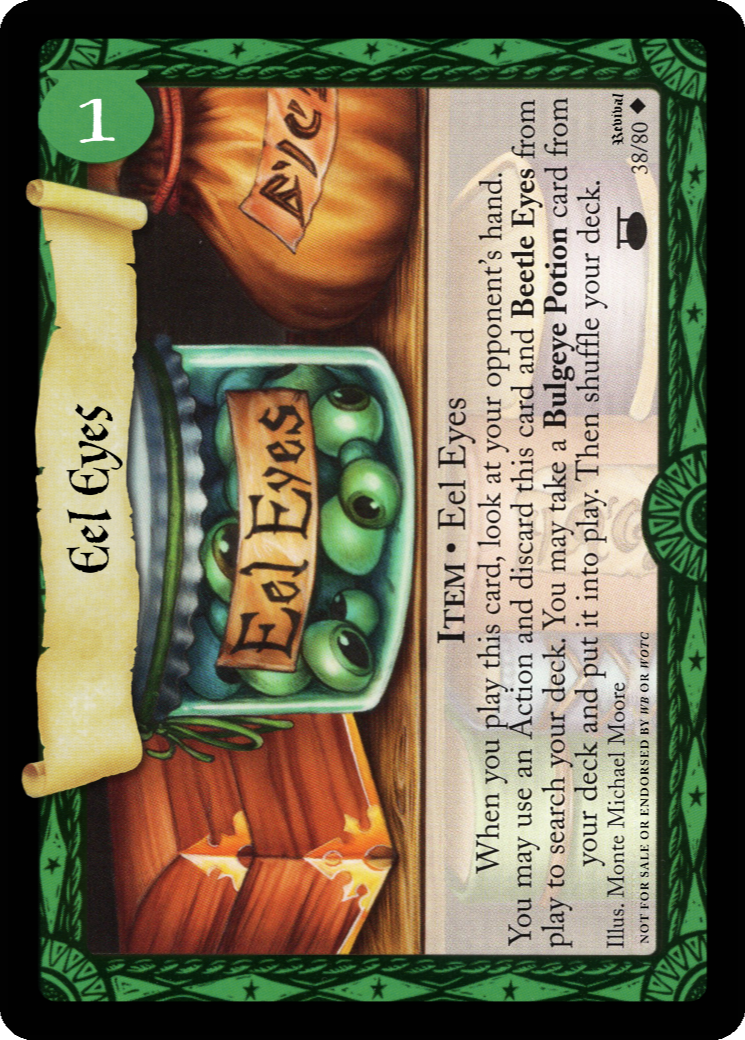 1
Eel Eyes
Eel Eyes
ITEM • Eel Eyes
When you play this card, look at your opponent's hand.
You may use an Action and discard this card and Beetle Eyes from
play to search your deck. You may take a Bulgeye Potion card from
your deck and put it into play. Then shuffle your deck.
Illus. Monte Michael Moore
Revival
38/80 ◆
NOT FOR SALE OR ENDORSED BY WB OR WOTC